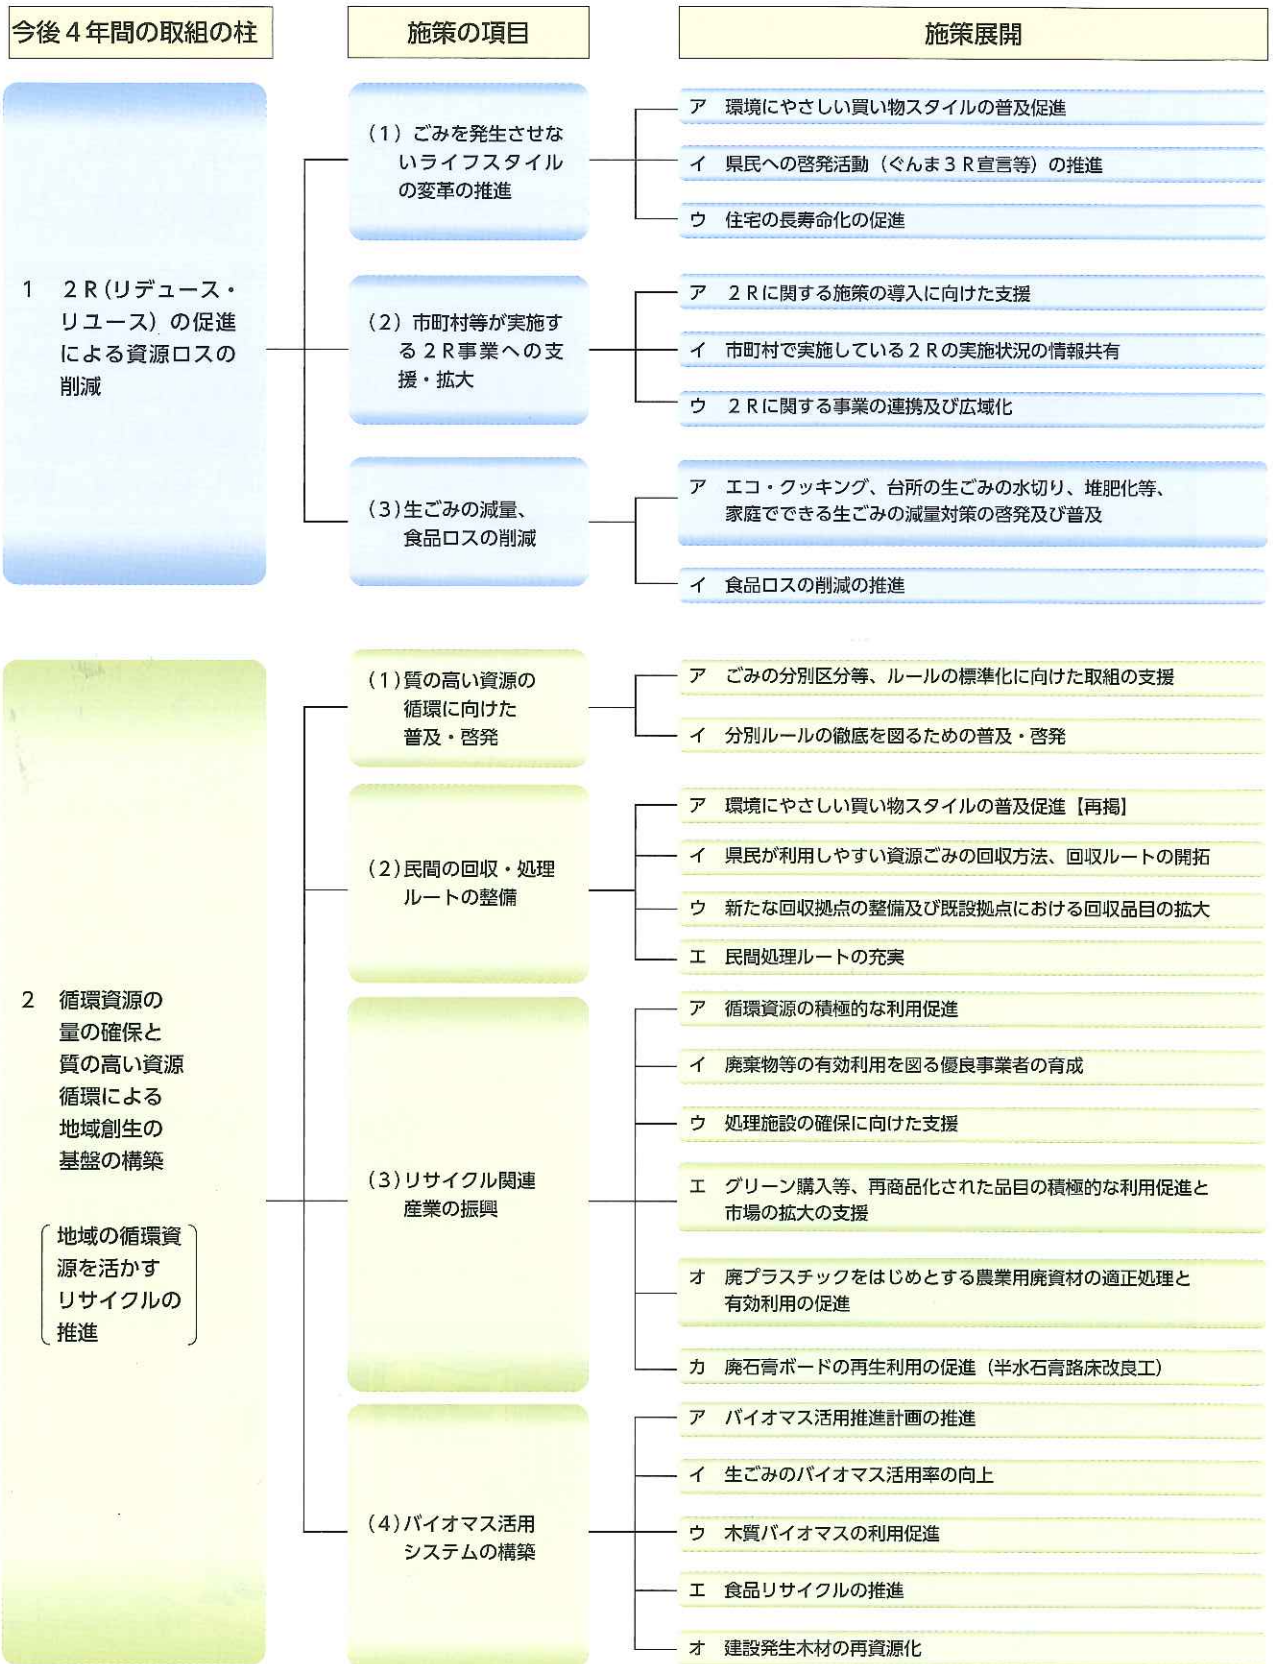 今後4年間の取組の柱
施策の項目
施策展開
1 2R(リデュース・
リユース)の促進
による資源ロスの
削減
(1)ごみを発生させな
いライフスタイル
の変革の推進
ア 環境にやさしい買い物スタイルの普及促進
イ 県民への啓発活動(ぐんま3R宣言等)の推進
ウ 住宅の長寿命化の促進
(2)市町村等が実施す
る2R事業への支
援・拡大
ア 2Rに関する施策の導入に向けた支援
イ 市町村で実施している2Rの実施状況の情報共有
ウ 2Rに関する事業の連携及び広域化
(3)生ごみの減量、
食品ロスの削減
ア エコ・クッキング、台所の生ごみの水切り、堆肥化等、
家庭でできる生ごみの減量対策の啓発及び普及
イ 食品ロスの削減の推進
2 循環資源の
量の確保と
質の高い資源
循環による
地域創生の
基盤の構築
地域の循環資
源を活かす
リサイクルの
推進
(1)質の高い資源の
循環に向けた
普及・啓発
ア ごみの分別区分等、ルールの標準化に向けた取組の支援
イ 分別ルールの徹底を図るための普及・啓発
(2)民間の回収・処理
ルートの整備
ア 環境にやさしい買い物スタイルの普及促進【再掲】
イ 県民が利用しやすい資源ごみの回収方法、回収ルートの開拓
ウ 新たな回収拠点の整備及び既設拠点における回収品目の拡大
エ 民間処理ルートの充実
(3)リサイクル関連
産業の振興
ア 循環資源の積極的な利用促進
イ 廃棄物等の有効利用を図る優良事業者の育成
ウ 処理施設の確保に向けた支援
エ グリーン購入等、再商品化された品目の積極的な利用促進と
市場の拡大の支援
オ 廃プラスチックをはじめとする農業用廃資材の適正処理と
有効利用の促進
カ 廃石膏ボードの再生利用の促進(半水石膏路床改良工)
(4)バイオマス活用
システムの構築
ア バイオマス活用推進計画の推進
イ 生ごみのバイオマス活用率の向上
ウ 木質バイオマスの利用促進
エ 食品リサイクルの推進
オ 建設発生木材の再資源化